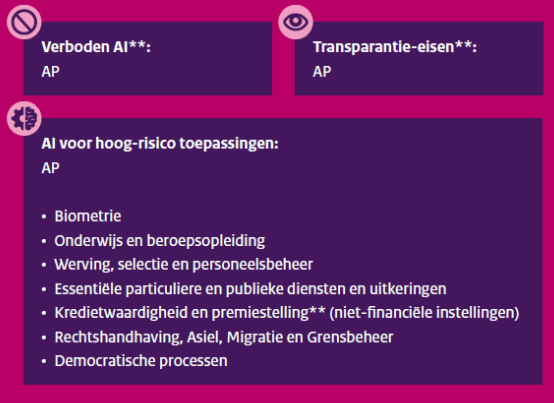 Verboden AI**:
AP
Transparantie-eisen**:
AP
AI voor hoog-risico toepassingen:
AP
• Biometrie
• Onderwijs en beroepsopleiding
• Werving, selectie en personeelsbeheer
• Essentiële particuliere en publieke diensten en uitkeringen
• Kredietwaardigheid en premiestelling** (niet-financiële instellingen)
• Rechtshandhaving, Asiel, Migratie en Grensbeheer
• Democratische processen